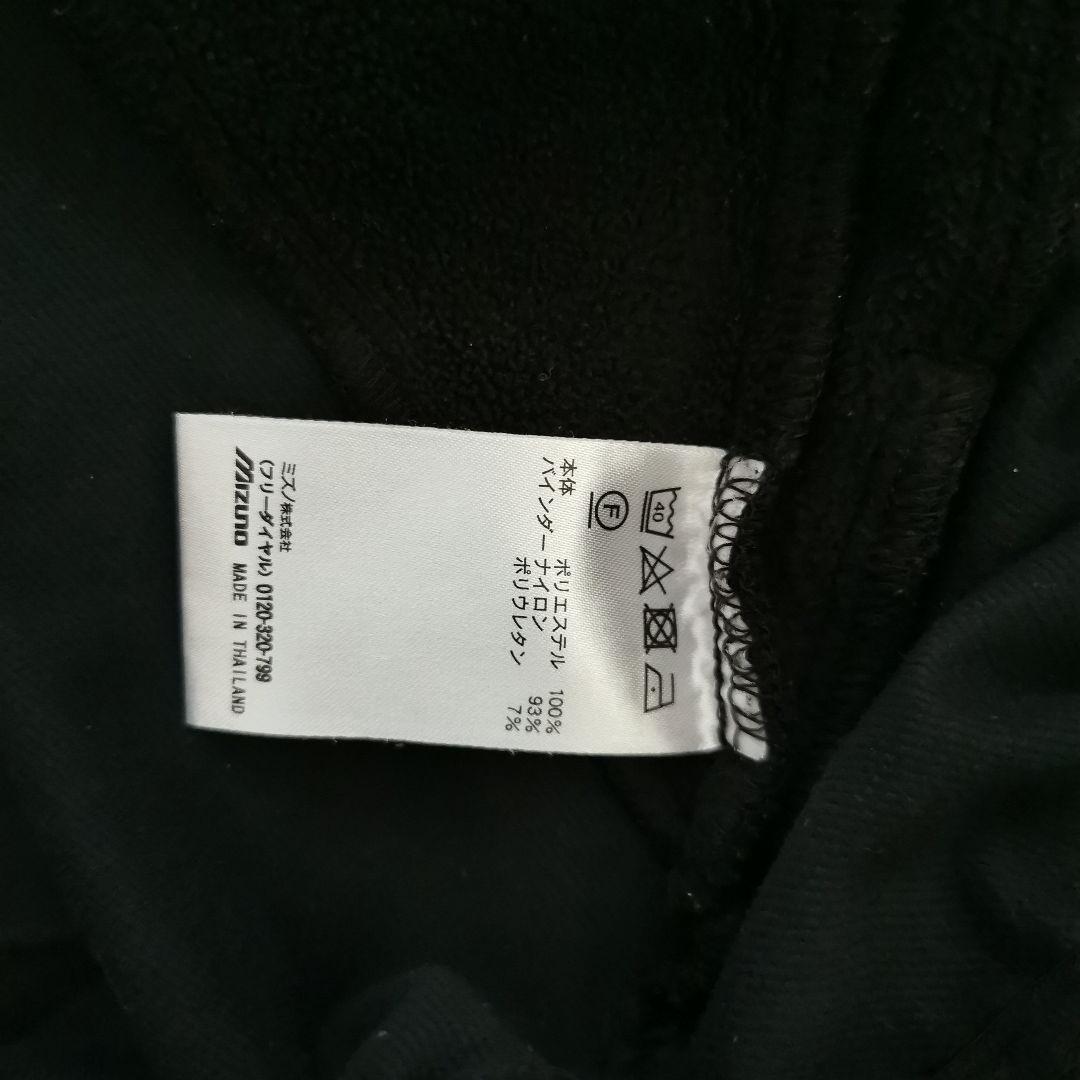 40
F
本体 ポリエステル 100%
バインダー ナイロン 93%
ポリウレタン 7%
ミズノ株式会社
(フリーダイヤル) 0120-320-799
Mizuno MADE IN THAILAND